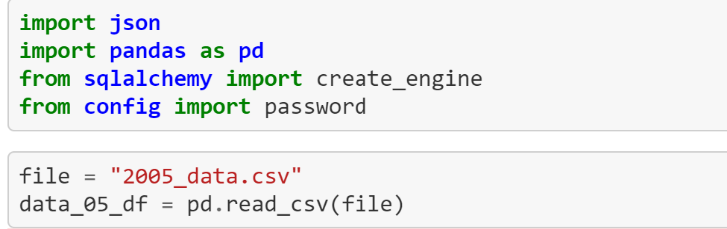 import json
import pandas as pd
from sqlalchemy import create_engine
from config import password
file = "2005_data.csv"
data_05_df = pd.read_csv(file)